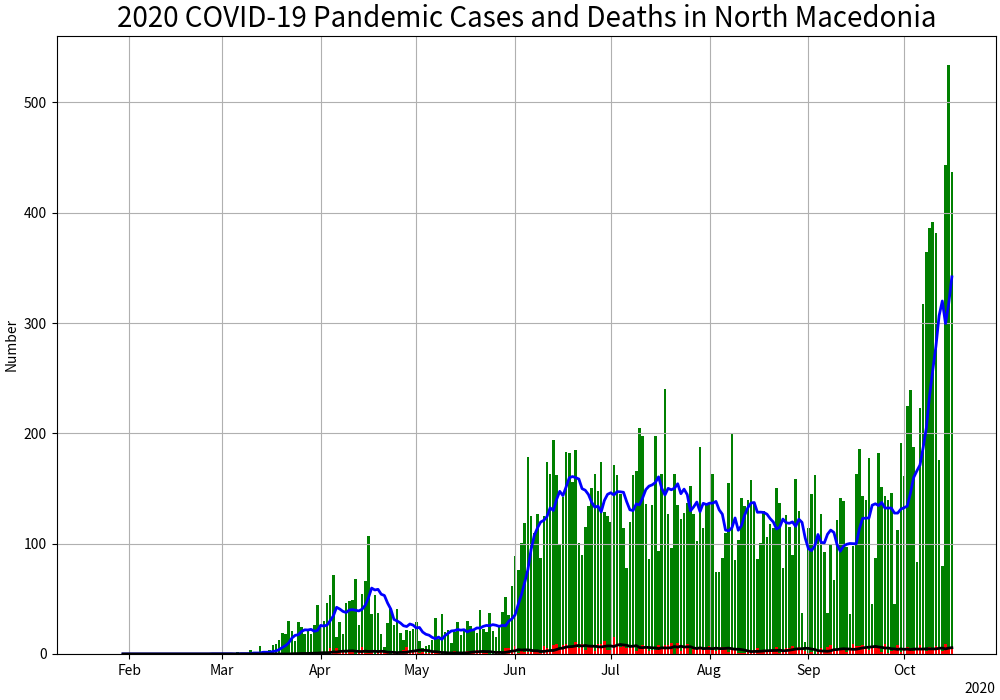 2020 COVID-19 Pandemic Cases and Deaths in North Macedonia
Number
500
400
300
200
100
0
Feb Mar Apr May Jun Jul Aug Sep Oct
2020